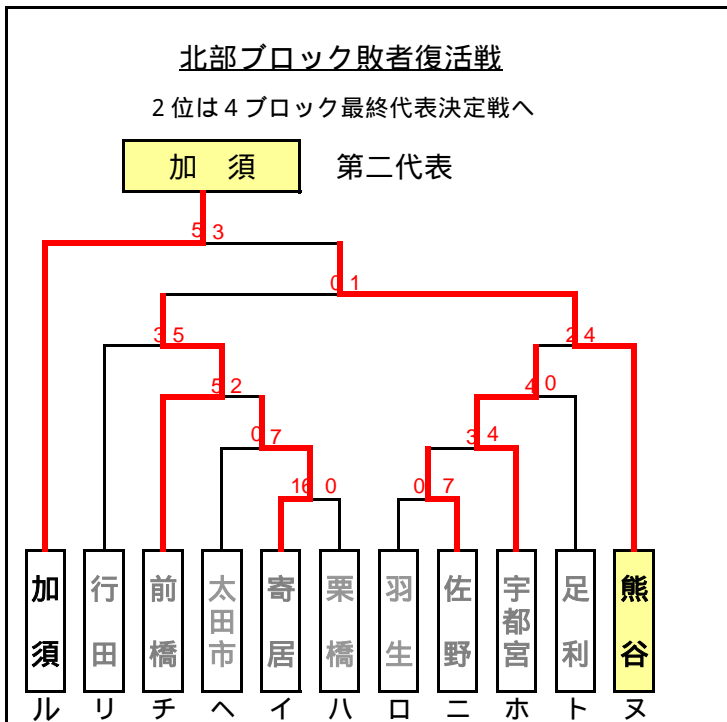 北部ブロック敗者復活戦
2位は4ブロック最終代表決定戦へ
加 須 第二代表
5 3
0 1
3 5 2 4
5 2 4 0
0 7 3 4
16 0 0 7
加須 行田 前橋 太田市 寄居 栗橋 羽生 佐野 宇都宮 足利 熊谷
ル リ チ ヘ イ ハ ロ ニ ホ ト ヌ